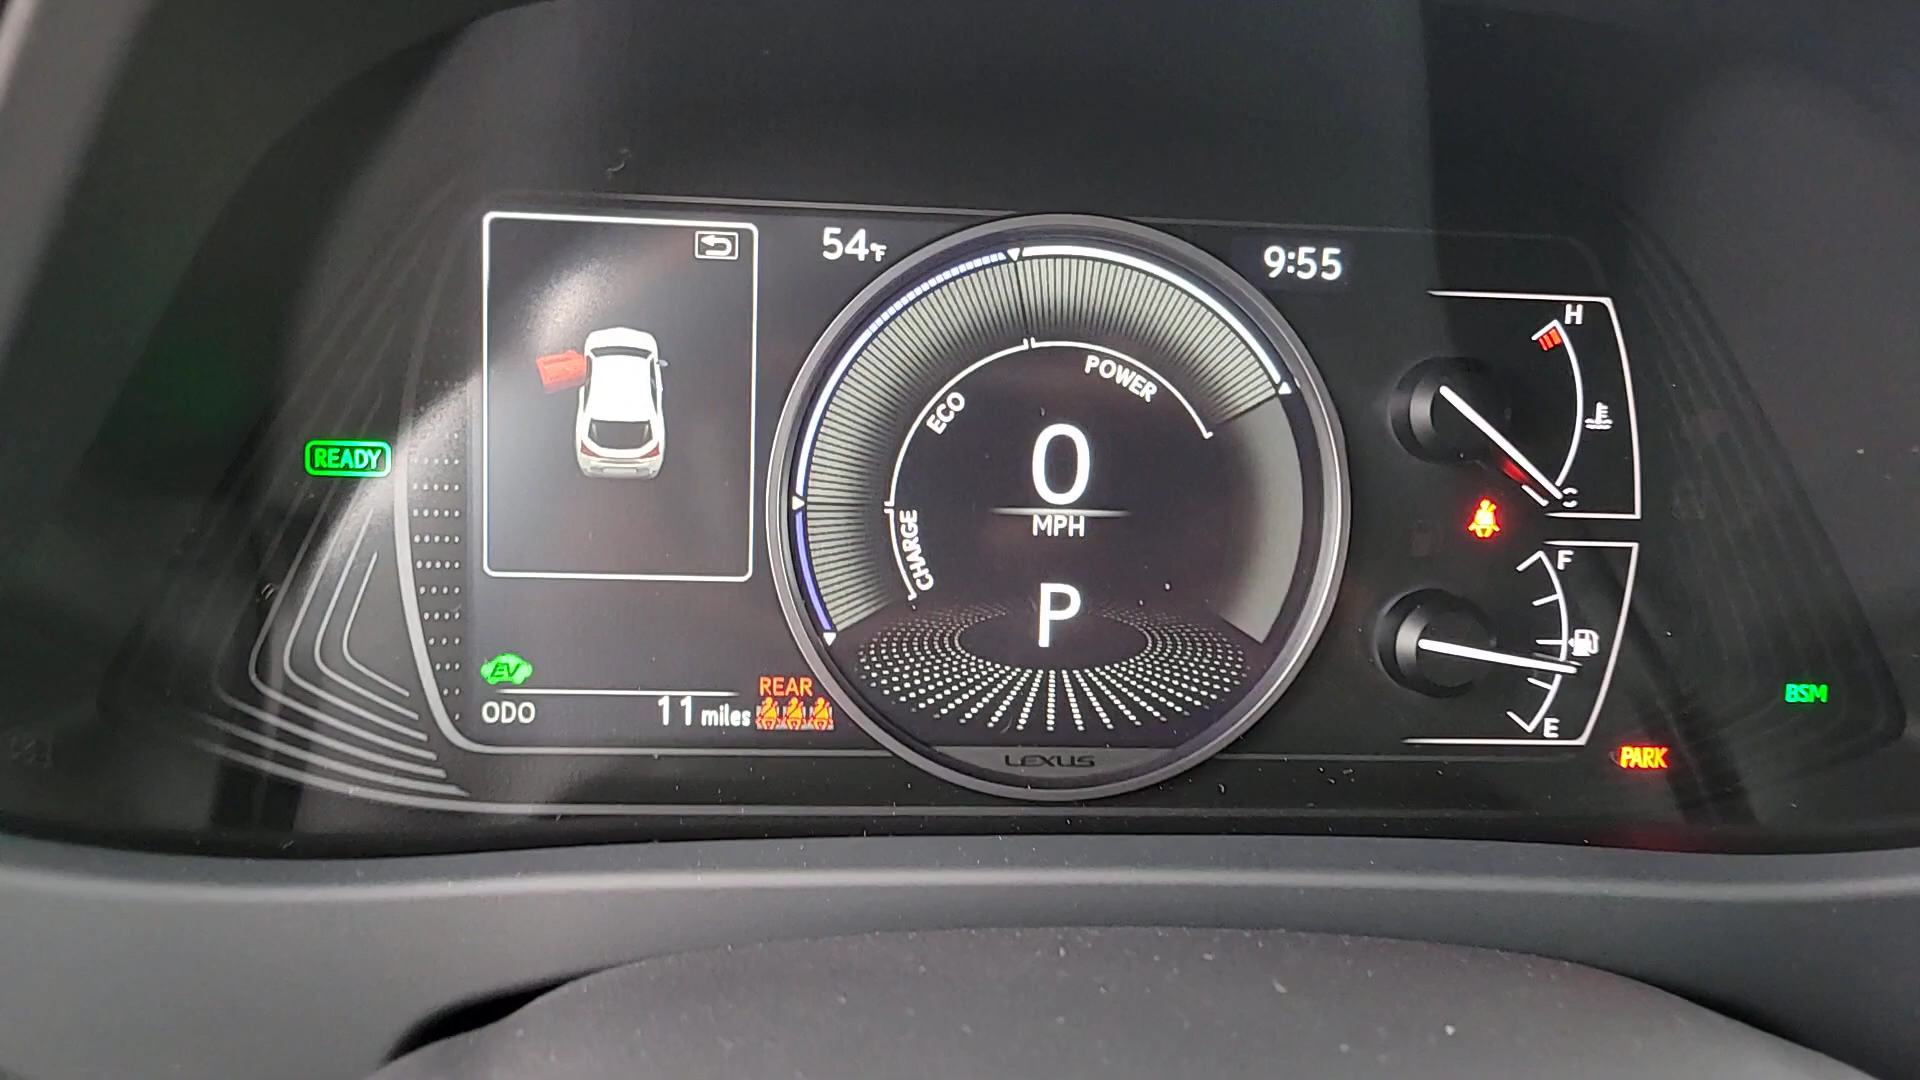 54°F
9:55
H
POWER
ECO
READY
0
MPH
C
CHARGE
F
P
EV
REAR
BSM
ODO 11 miles
E
LEXUS
PARK